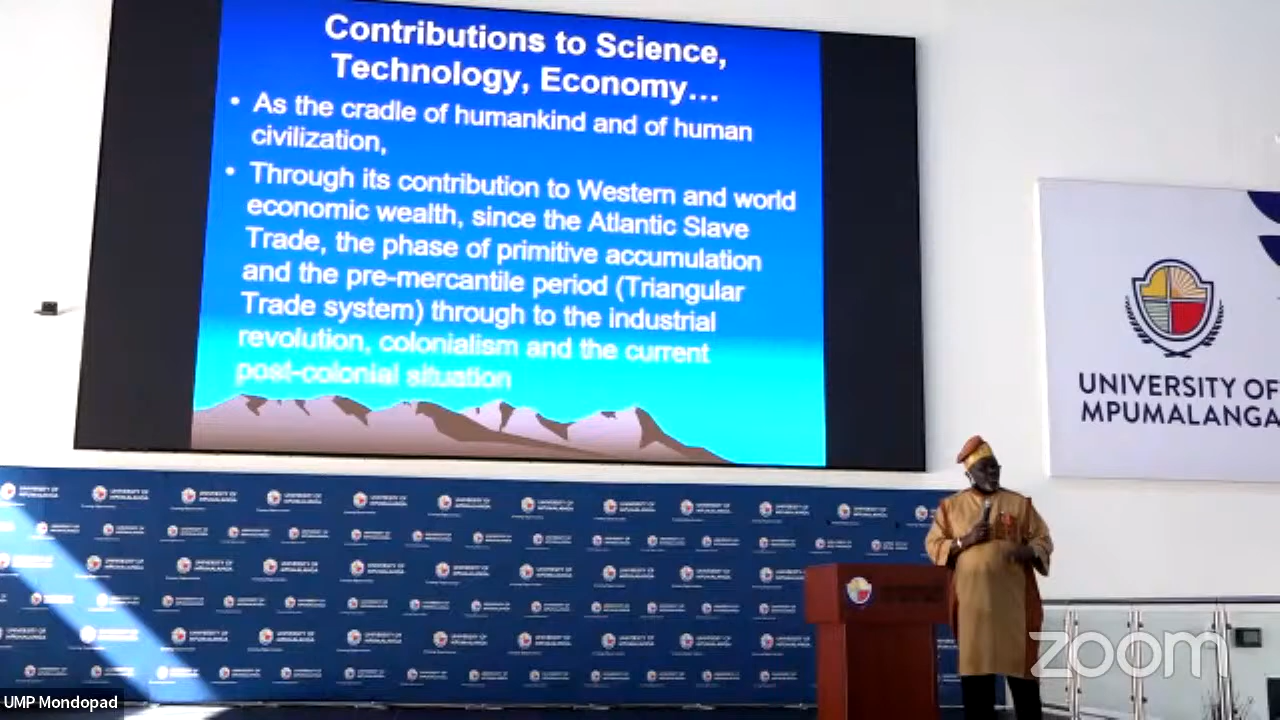 Contributions to Science,
Technology, Economy...
• As the cradle of humankind and of human
civilization,
• Through its contribution to Western and world
economic wealth, since the Atlantic Slave
Trade, the phase of primitive accumulation
and the pre-mercantile period (Triangular
Trade system) through to the industrial
revolution, colonialism and the current
post-colonial situation
UNIVERSITY OF
MPUMALANGA
zoom
UMP Mondopad